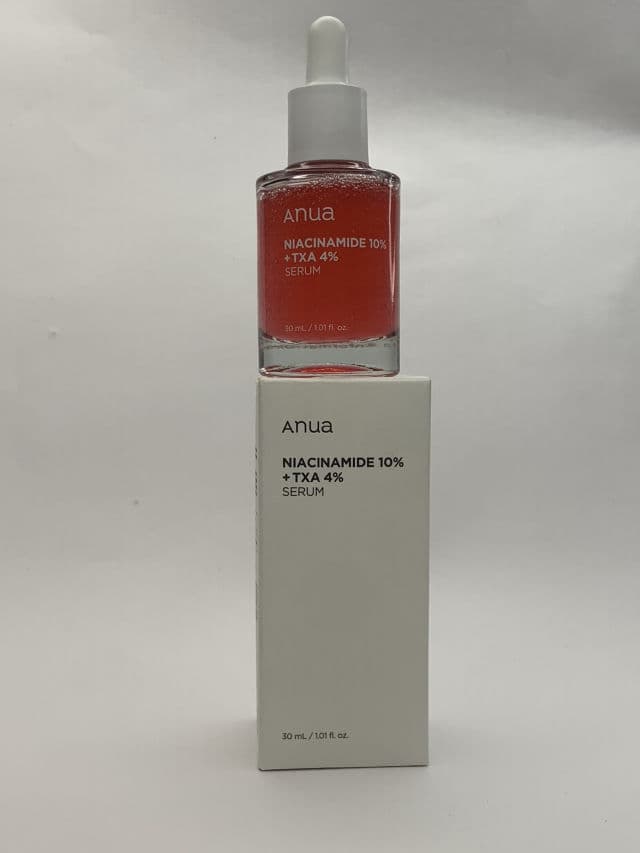 Anua
NIACINAMIDE 10%
+ TXA 4%
SERUM
30 mL / 1.01 fl. oz.
Anua
NIACINAMIDE 10%
+ TXA 4%
SERUM
30 mL / 1.01 fl. oz.